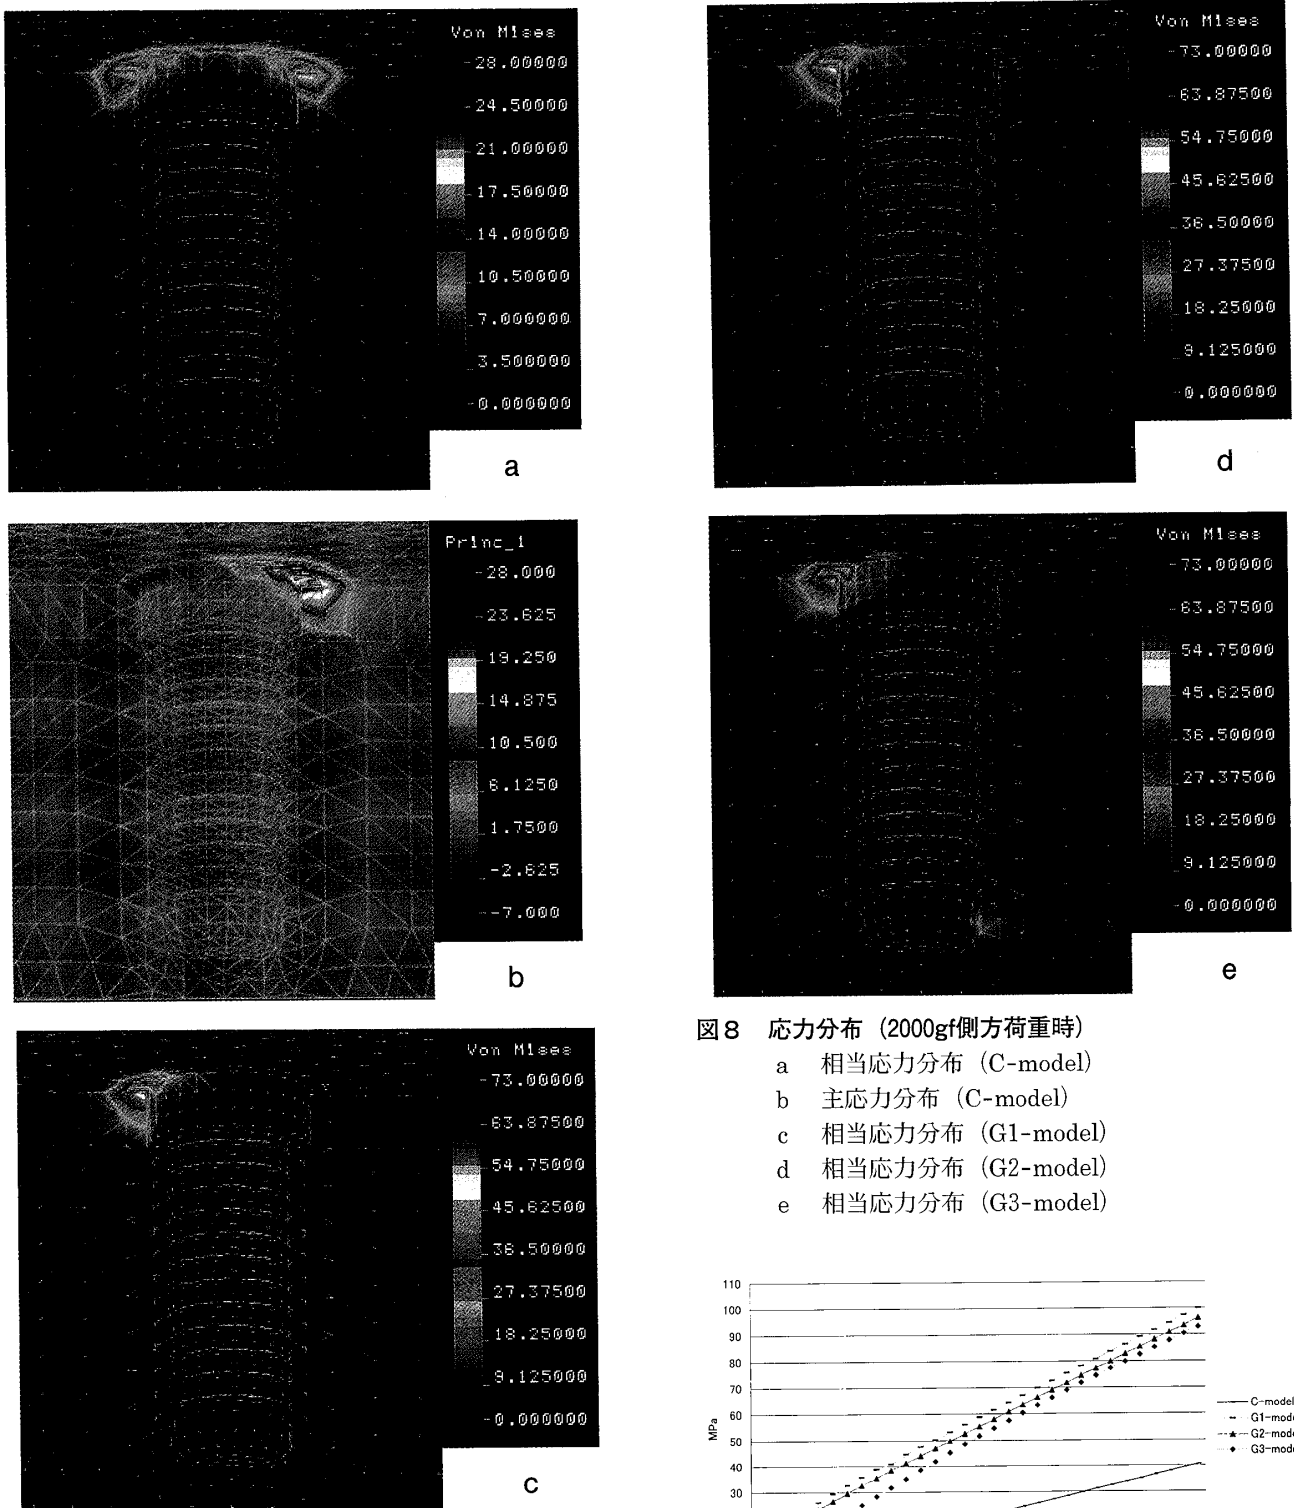 Von Mises
-28.00000
-24.50000
21.00000
17.50000
14.00000
10.50000
7.000000
3.500000
-0.000000
a
Princ_1
-28.000
-23.625
19.250
14.875
10.500
6.1250
1.7500
-2.625
--7.000
b
Von Mises
-73.00000
-63.87500
54.75000
45.62500
36.50000
27.37500
18.25000
9.125000
-0.000000
c
Von Mises
-73.00000
-63.87500
54.75000
45.62500
36.50000
27.37500
18.25000
9.125000
-0.000000
d
Von Mises
-73.00000
-63.87500
54.75000
45.62500
36.50000
27.37500
18.25000
9.125000
-0.000000
e
図8 応力分布 (2000gf側方荷重時)
a 相当応力分布 (C-model)
b 主応力分布 (C-model)
c 相当応力分布 (G1-model)
d 相当応力分布 (G2-model)
e 相当応力分布 (G3-model)
110
100
90
80
70
60
50
40
30
MPa
C-model
G1-mode
G2-mode
G3-mode